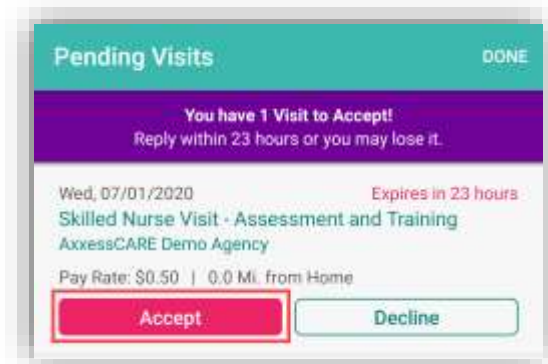 Pending Visits DONE
You have 1 Visit to Accept!
Reply within 23 hours or you may lose it.
Wed, 07/01/2020 Expires in 23 hours
Skilled Nurse Visit - Assessment and Training
AxxessCARE Demo Agency
Pay Rate: $0.50 | 0.0 Mi. from Home
Accept Decline